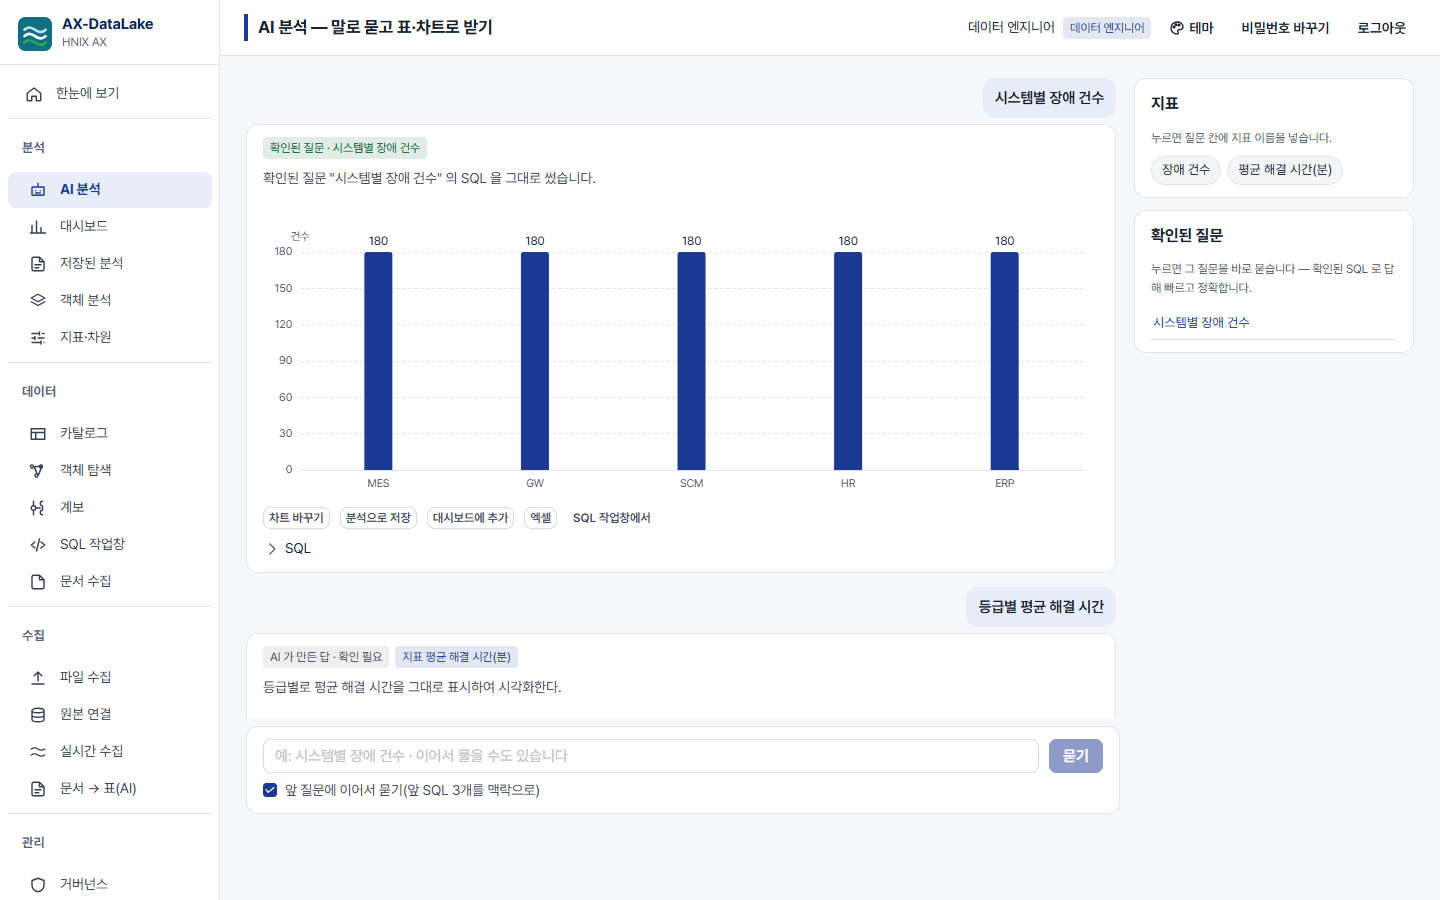 AX-DataLake
HNIX AX
한눈에 보기
분석
AI 분석
대시보드
저장된 분석
객체 분석
지표·차원
데이터
카탈로그
객체 탐색
계보
SQL 작업창
문서 수집
수집
파일 수집
원본 연결
실시간 수집
문서 → 표(AI)
관리
거버넌스
AI 분석 — 말로 묻고 표·차트로 받기
데이터 엔지니어 데이터 엔지니어 테마 비밀번호 바꾸기 로그아웃
시스템별 장애 건수
확인된 질문 · 시스템별 장애 건수
확인된 질문 "시스템별 장애 건수" 의 SQL 을 그대로 썼습니다.
건수
180 180 180 180 180
180
150
120
90
60
30
0
MES GW SCM HR ERP
차트 바꾸기 분석으로 저장 대시보드에 추가 엑셀 SQL 작업창에서
SQL
등급별 평균 해결 시간
AI 가 만든 답 · 확인 필요 지표 평균 해결 시간(분)
등급별로 평균 해결 시간을 그대로 표시하여 시각화한다.
예: 시스템별 장애 건수 · 이어서 물을 수도 있습니다
묻기
앞 질문에 이어서 묻기(앞 SQL 3개를 맥락으로)
지표
누르면 질문 칸에 지표 이름을 넣습니다.
장애 건수 평균 해결 시간(분)
확인된 질문
누르면 그 질문을 바로 묻습니다 — 확인된 SQL 로 답
해 빠르고 정확합니다.
시스템별 장애 건수